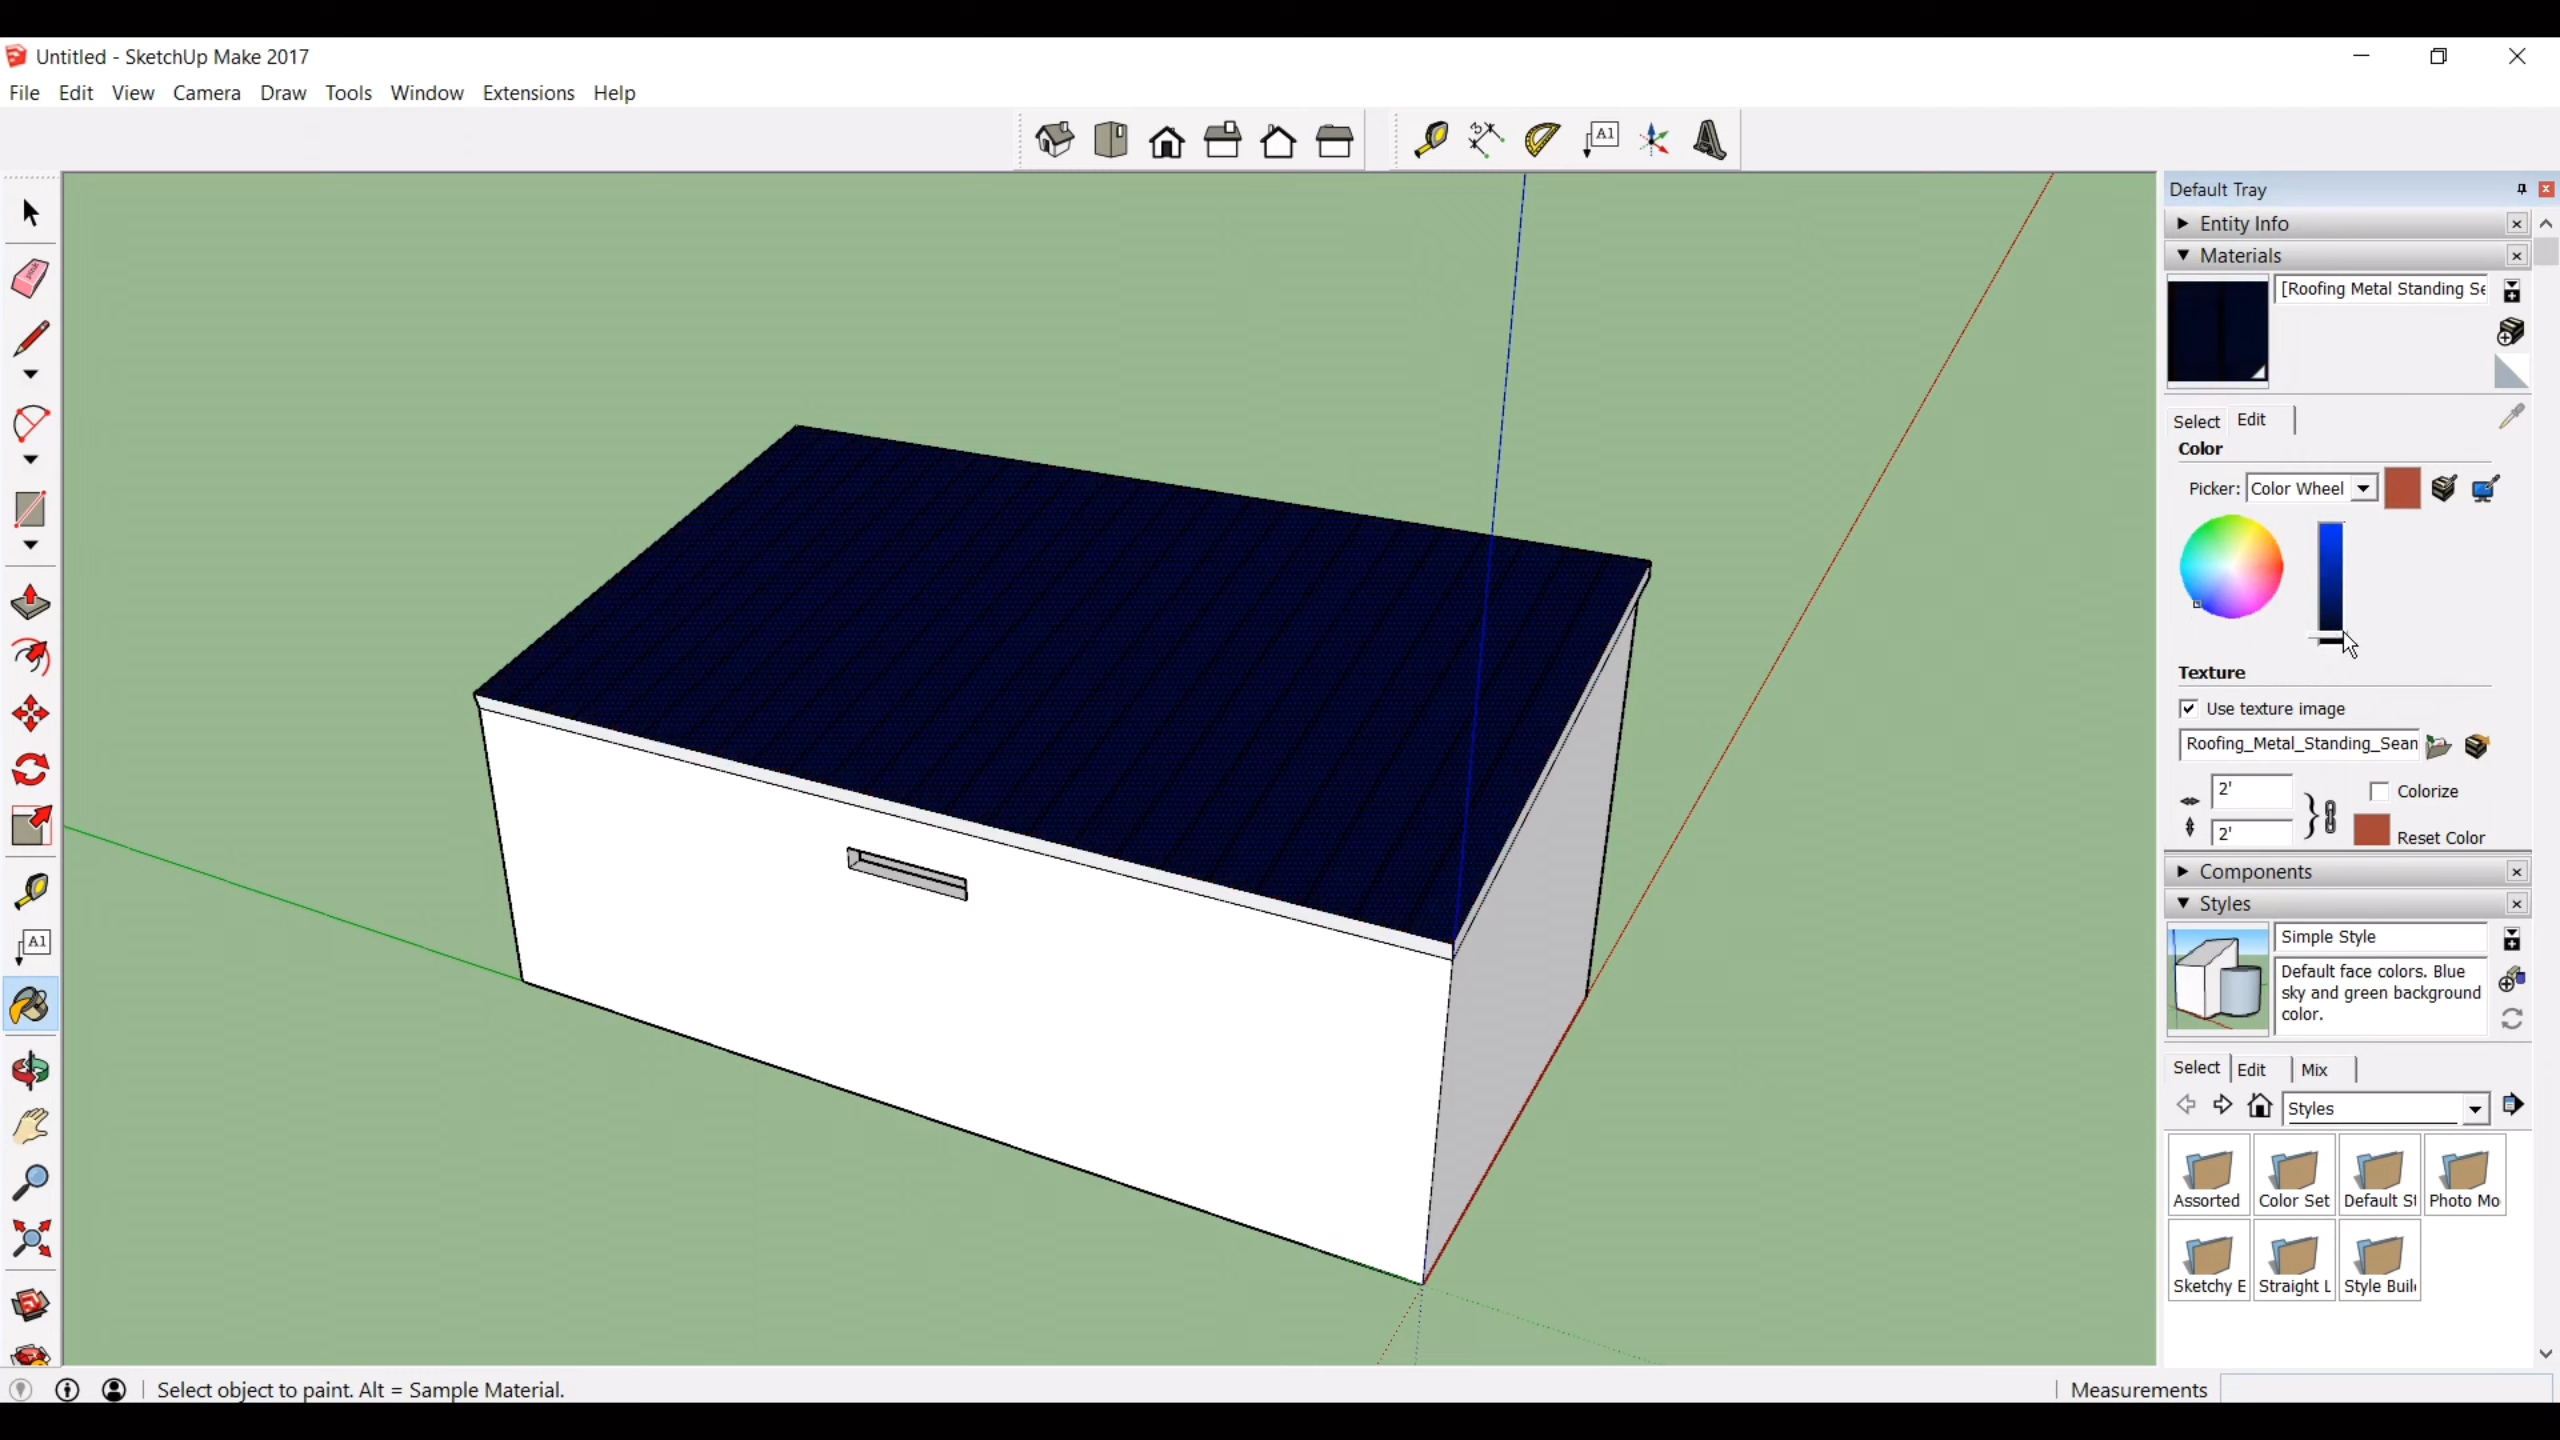 Untitled - SketchUp Make 2017
File Edit View Camera Draw Tools Window Extensions Help
A1
Default Tray
Entity Info
Materials
[Roofing Metal Standing Se
Select Edit
Color
Picker: Color Wheel
Texture
Use texture image
Roofing_Metal_Standing_Sean
2' Colorize
2' Reset Color
Components
Styles
Simple Style
Default face colors. Blue
sky and green background
color.
Select Edit Mix
Styles
Assorted Color Set Default St Photo Mo
Sketchy E Straight L Style Buil
A1
Select object to paint. Alt = Sample Material.
Measurements